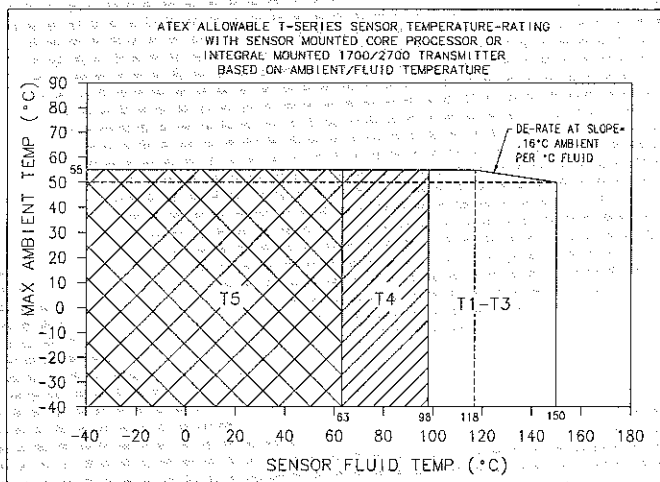 ATEX ALLOWABLE T-SERIES SENSOR TEMPERATURE-RATING
WITH SENSOR MOUNTED CORE PROCESSOR OR
INTEGRAL MOUNTED 1700/2700 TRANSMITTER
BASED ON AMBIENT/FLUID TEMPERATURE
MAX AMBIENT TEMP (°C)
90
80
70
60
55
50
40
30
20
10
0
-10
-20
-30
-40
DE-RATE AT SLOPE=
.16°C AMBIENT
PER °C FLUID
T5
T4
T1-T3
63
98
118
150
-40 -20 0 20 40 60 80 100 120 140 160 180
SENSOR FLUID TEMP (°C)